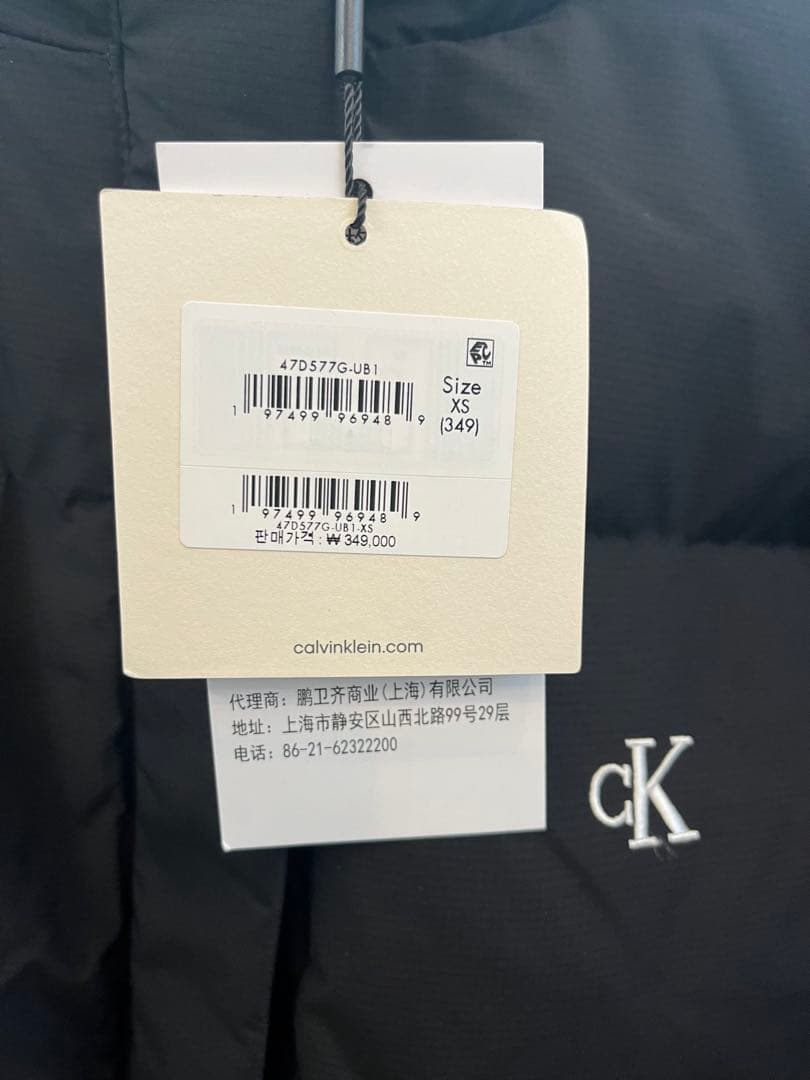 47D577G-UB1
Size
XS
(349)
1 97499 96948 9
1 97499 96948 9
47D577G-UB1-XS
판매가격 : ₩ 349,000
calvinklein.com
代理商：鹏卫齐商业(上海)有限公司
地址：上海市静安区山西北路99号29层
电话：86-21-62322200
cK